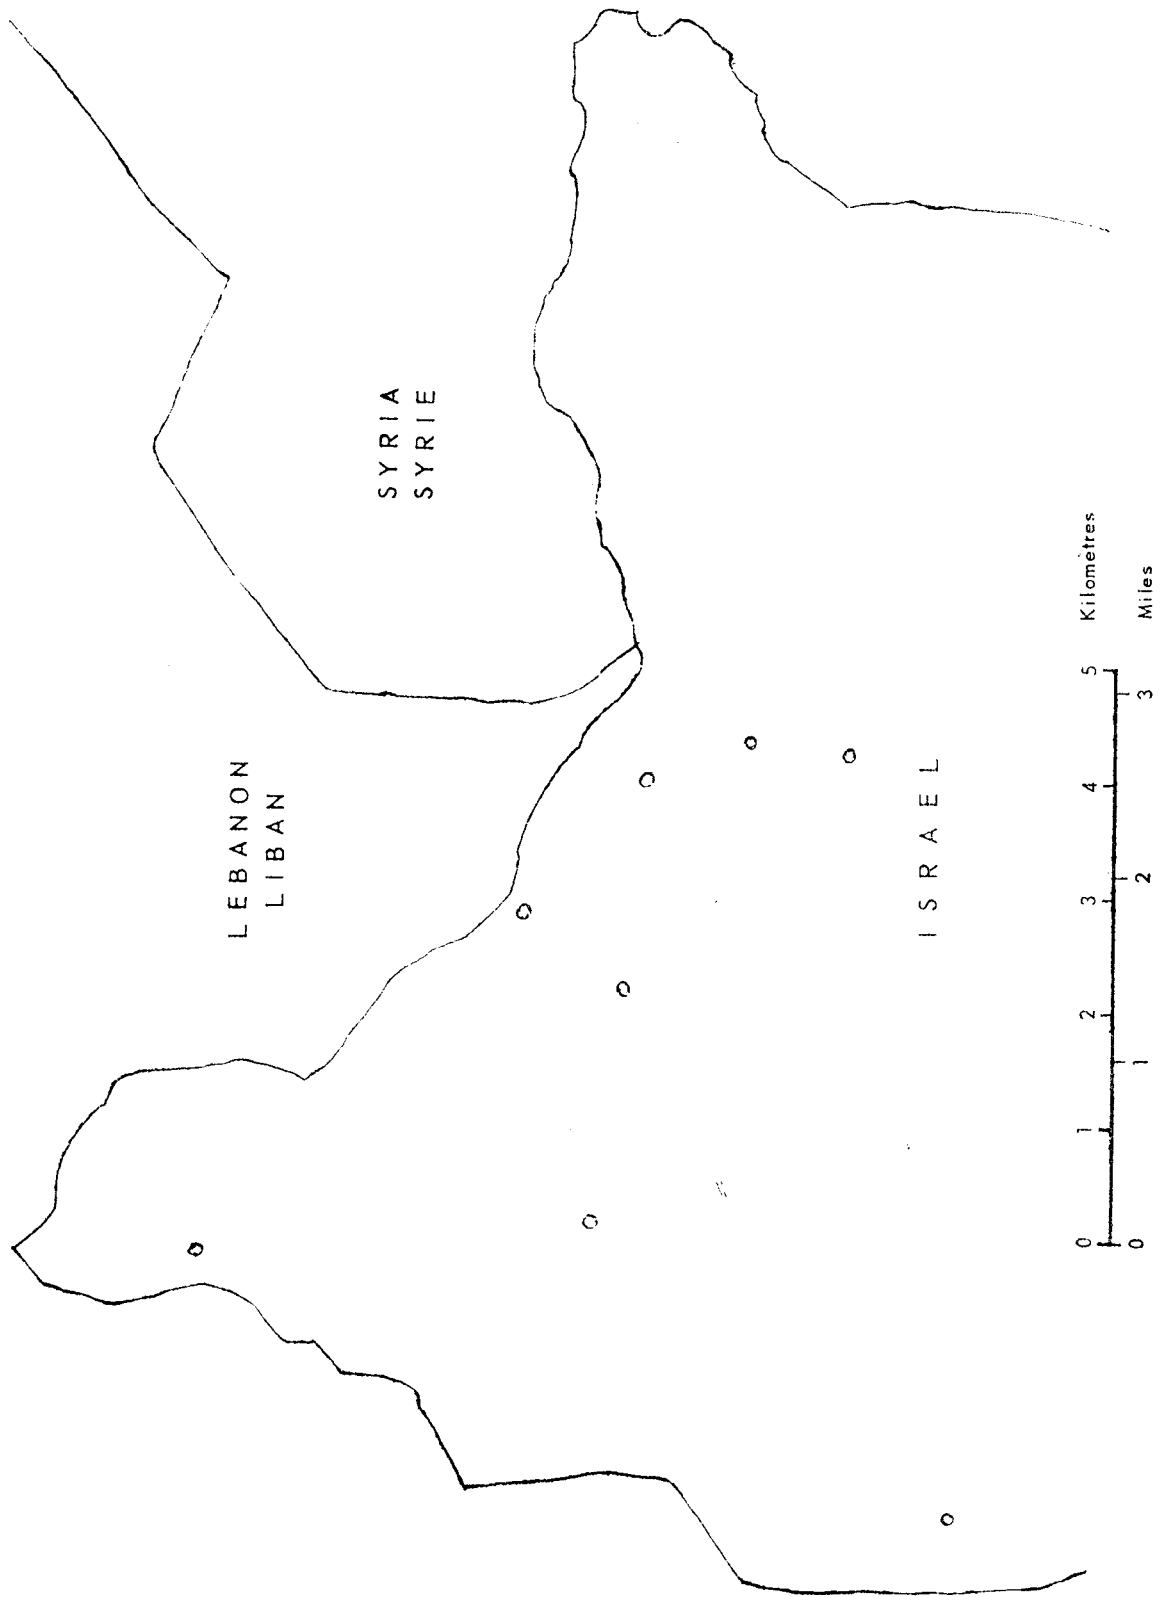 LEBANON
LIBAN
SYRIA
SYRIE
ISRAEL
0 1 2 3 4 5 Kilometres
0 1 2 3 Miles